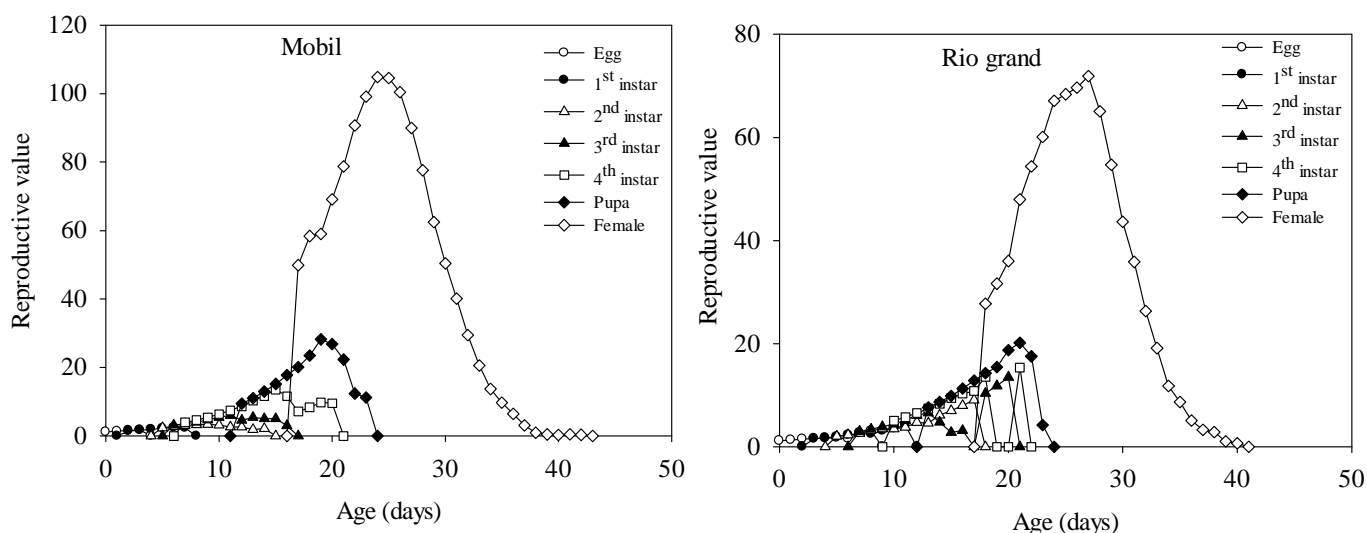 Mobil
Reproductive value
120
100
80
60
40
20
0
0 10 20 30 40 50
Age (days)
Egg
1st instar
2nd instar
3rd instar
4th instar
Pupa
Female
Rio grand
Reproductive value
80
60
40
20
0
0 10 20 30 40 50
Age (days)
Egg
1st instar
2nd instar
3rd instar
4th instar
Pupa
Female